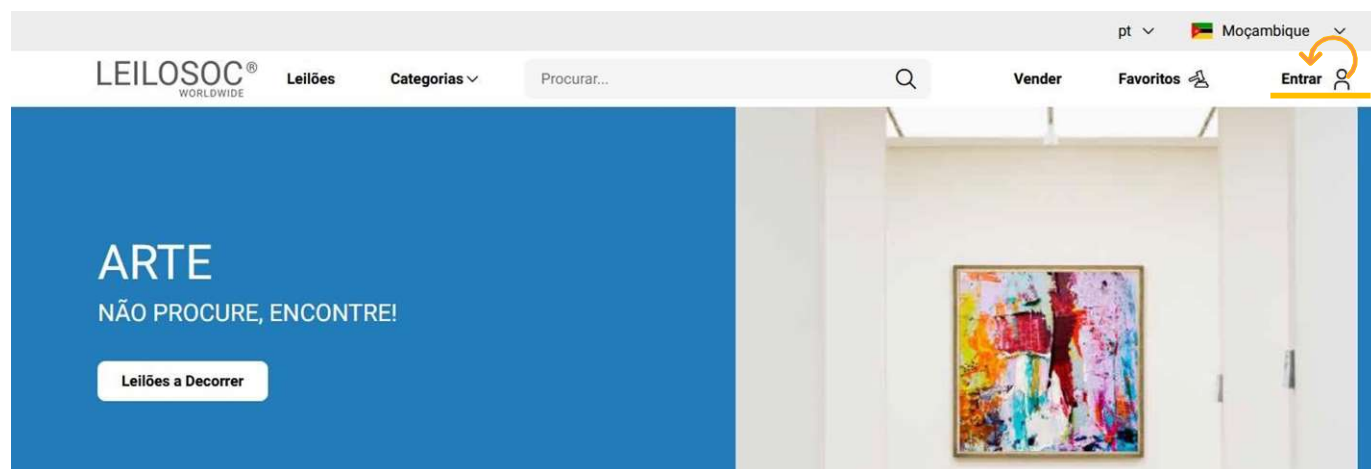 pt Moçambique
LEILOSOC® Leilões Categorias Procurar... Vender Favoritos Entrar
WORLDWIDE
ARTE
NÃO PROCURE, ENCONTRE!
Leilões a Decorrer